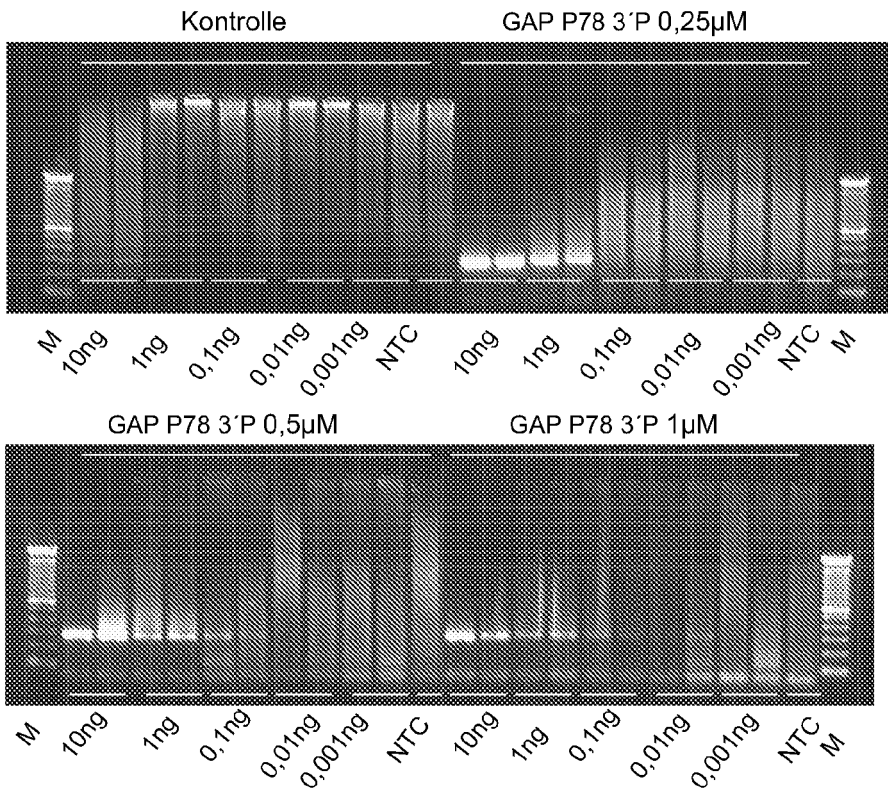 Kontrolle GAP P78 3´P 0,25µM
M 10ng 1ng 0,1ng 0,01ng 0,001ng NTC 10ng 1ng 0,1ng 0,01ng 0,001ng NTC M
GAP P78 3´P 0,5µM GAP P78 3´P 1µM
M 10ng 1ng 0,1ng 0,01ng 0,001ng NTC 10ng 1ng 0,1ng 0,01ng 0,001ng NTC M